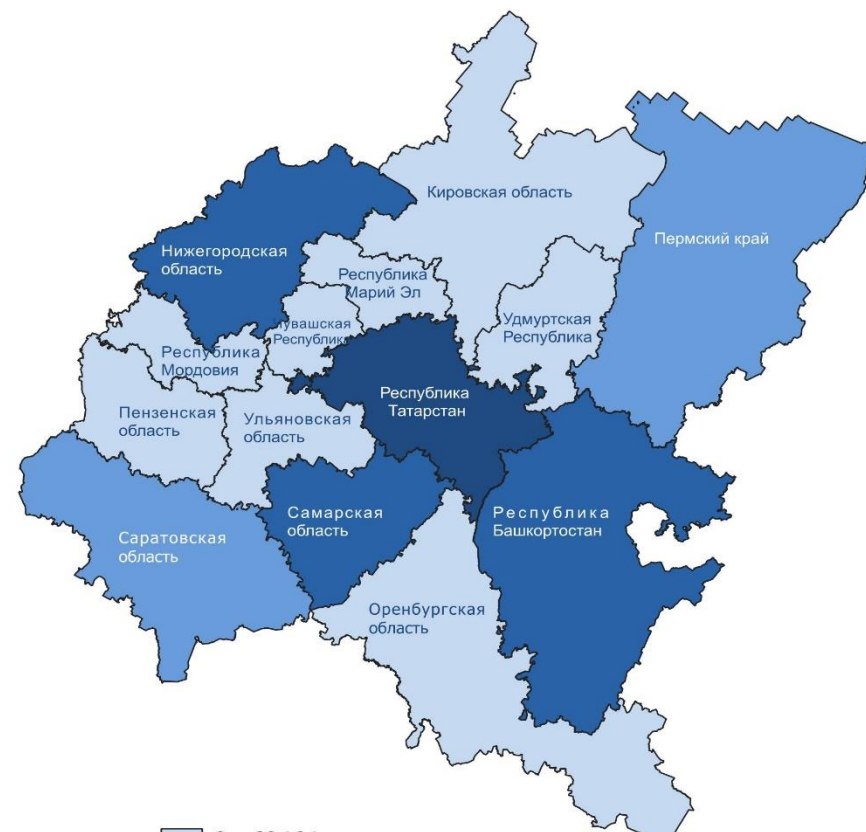 Кировская область
Пермский край
Нижегородская
область
Республика
Марий Эл
Удмуртская
Республика
Республика
Республика
Мордовия
Республика
Татарстан
Пензенская
область
Ульяновская
область
Самарская
область
Республика
Башкортостан
Саратовская
область
Оренбургская
область